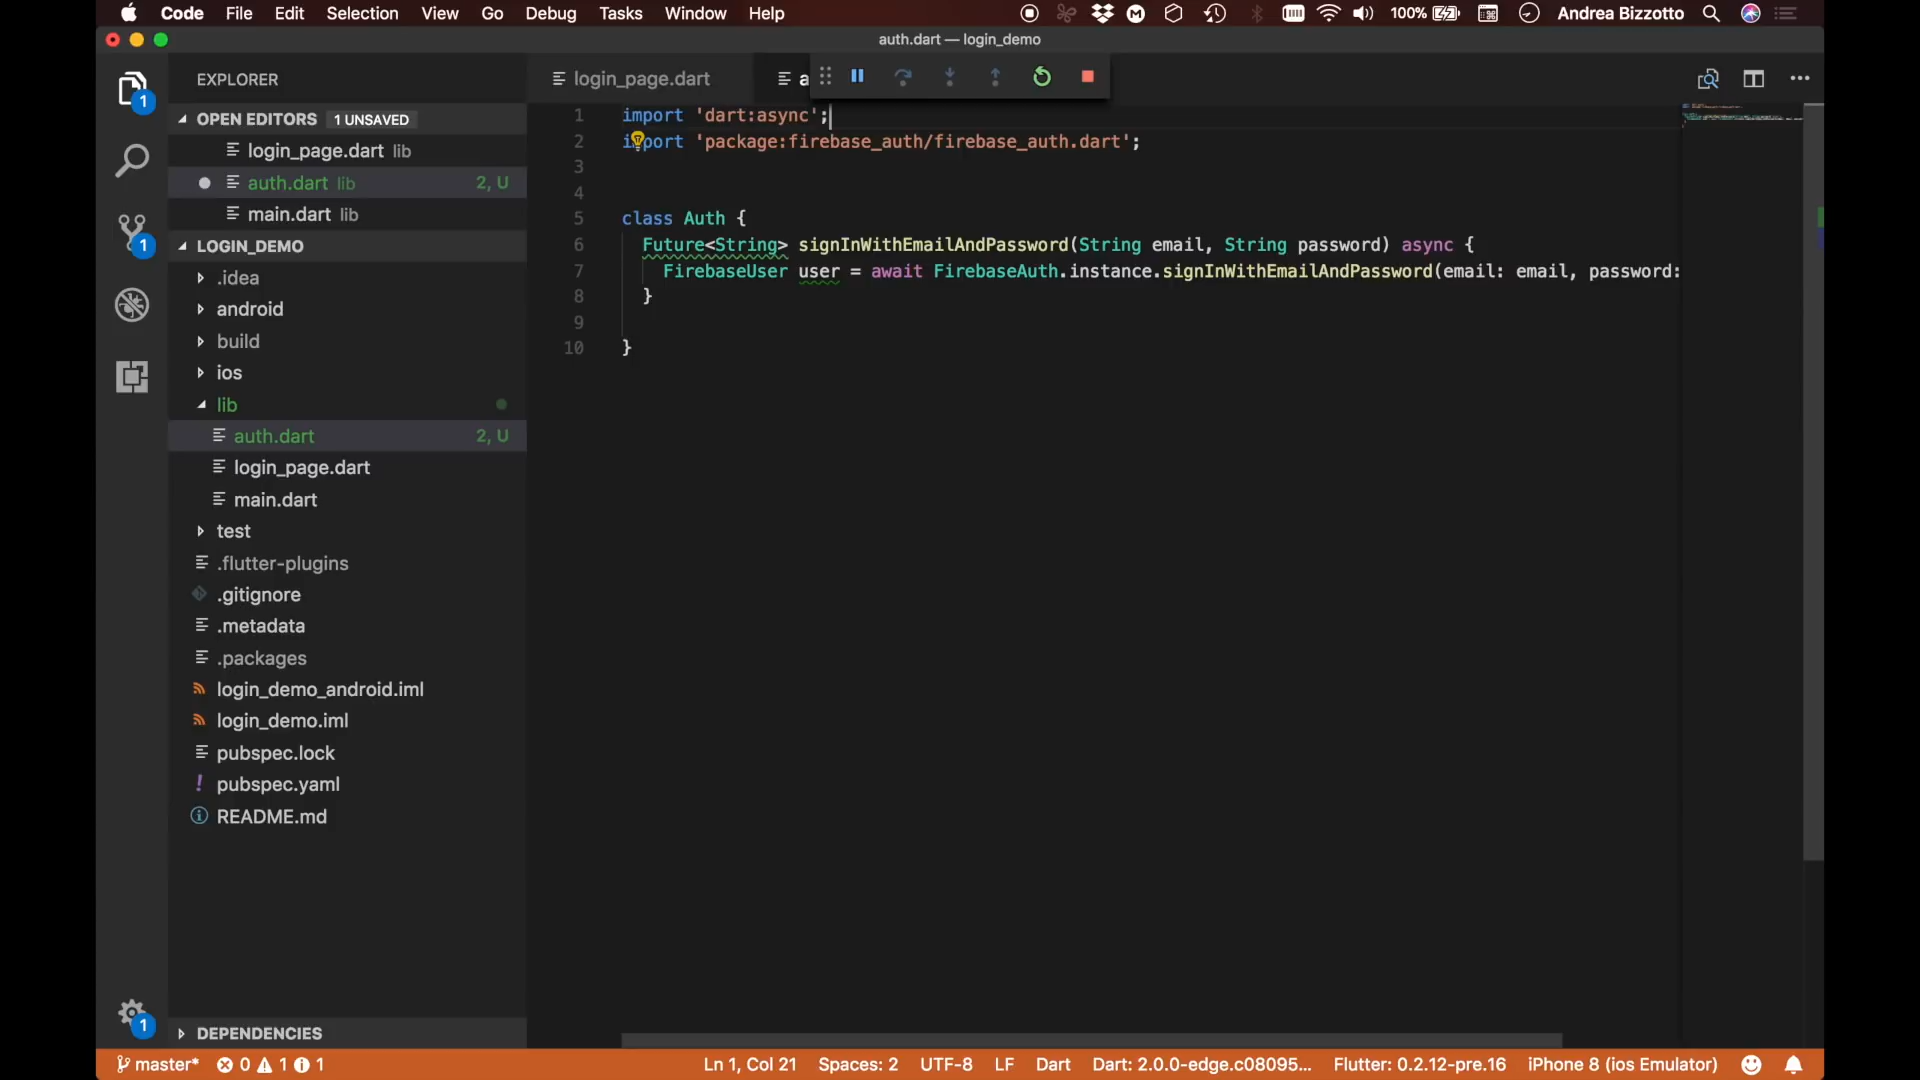 Code File Edit Selection View Go Debug Tasks Window Help 100% Andrea Bizzotto
auth.dart — login_demo
EXPLORER
OPEN EDITORS 1 UNSAVED
login_page.dart lib
auth.dart lib 2, U
main.dart lib
LOGIN_DEMO
.idea
android
build
ios
lib
auth.dart 2, U
login_page.dart
main.dart
test
.flutter-plugins
.gitignore
.metadata
.packages
login_demo_android.iml
login_demo.iml
pubspec.lock
pubspec.yaml
README.md
DEPENDENCIES
1
1
1
login_page.dart
1 import 'dart:async';
2 import 'package:firebase_auth/firebase_auth.dart';
3
4
5 class Auth {
6 Future<String> signInWithEmailAndPassword(String email, String password) async {
7 FirebaseUser user = await FirebaseAuth.instance.signInWithEmailAndPassword(email: email, password:
8 }
9
10 }
master* 0 1 1 Ln 1, Col 21 Spaces: 2 UTF-8 LF Dart Dart: 2.0.0-edge.c08095... Flutter: 0.2.12-pre.16 iPhone 8 (ios Emulator)